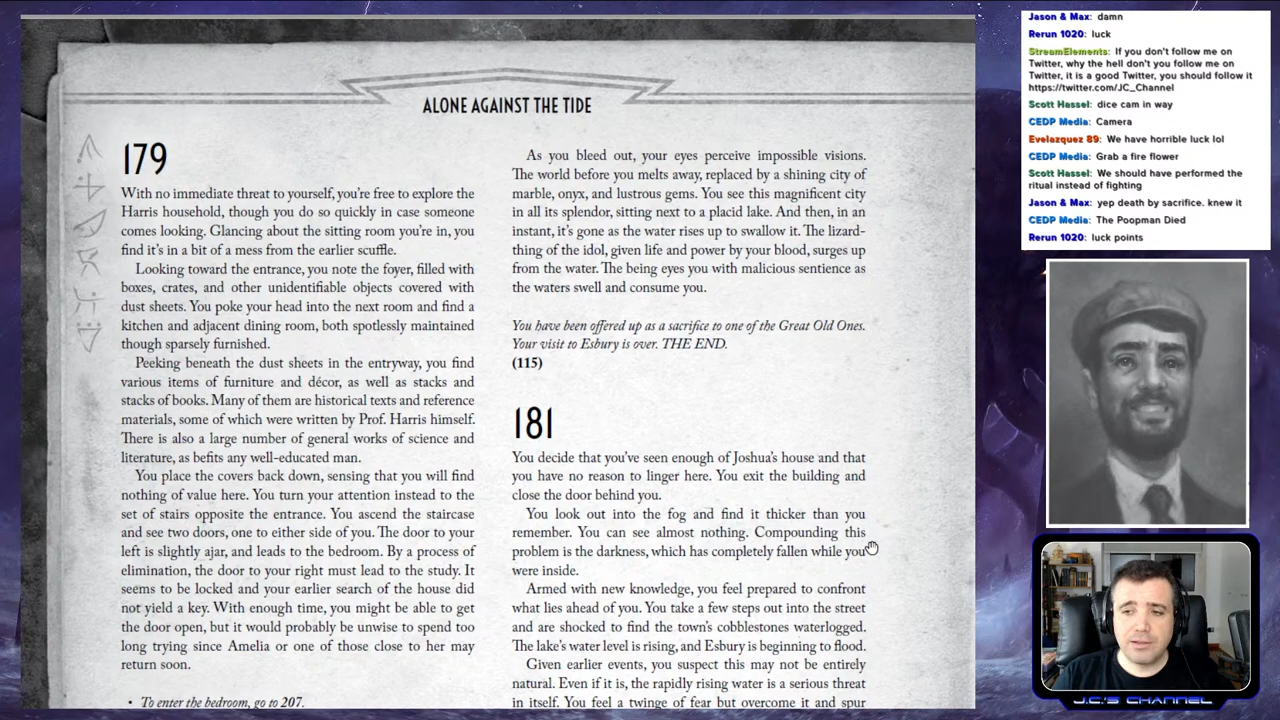 ALONE AGAINST THE TIDE
179
With no immediate threat to yourself, you're free to explore the
Harris household, though you do so quickly in case someone
comes looking. Glancing about the sitting room you're in, you
find it's in a bit of a mess from the earlier scuffle.
Looking toward the entrance, you note the foyer, filled with
boxes, crates, and other unidentifiable objects covered with
dust sheets. You poke your head into the next room and find a
kitchen and adjacent dining room, both spotlessly maintained
though sparsely furnished.
Peeking beneath the dust sheets in the entryway, you find
various items of furniture and décor, as well as stacks and
stacks of books. Many of them are historical texts and reference
materials, some of which were written by Prof. Harris himself.
There is also a large number of general works of science and
literature, as befits any well-educated man.
You place the covers back down, sensing that you will find
nothing of value here. You turn your attention instead to the
set of stairs opposite the entrance. You ascend the staircase
and see two doors, one to either side of you. The door to your
left is slightly ajar, and leads to the bedroom. By a process of
elimination, the door to your right must lead to the study. It
seems to be locked and your earlier search of the house did
not yield a key. With enough time, you might be able to get
the door open, but it would probably be unwise to spend too
long trying since Amelia or one of those close to her may
return soon.
• To enter the bedroom, go to 207.
As you bleed out, your eyes perceive impossible visions.
The world before you melts away, replaced by a shining city of
marble, onyx, and lustrous gems. You see this magnificent city
in all its splendor, sitting next to a placid lake. And then, in an
instant, it's gone as the water rises up to swallow it. The lizard-
thing of the idol, given life and power by your blood, surges up
from the water. The being eyes you with malicious sentience as
the waters swell and consume you.
You have been offered up as a sacrifice to one of the Great Old Ones.
Your visit to Esbury is over. THE END.
(115)
181
You decide that you've seen enough of Joshua's house and that
you have no reason to linger here. You exit the building and
close the door behind you.
You look out into the fog and find it thicker than you
remember. You can see almost nothing. Compounding this
problem is the darkness, which has completely fallen while you
were inside.
Armed with new knowledge, you feel prepared to confront
what lies ahead of you. You take a few steps out into the street
and are shocked to find the town's cobblestones waterlogged.
The lake's water level is rising, and Esbury is beginning to flood.
Given earlier events, you suspect this may not be entirely
natural. Even if it is, the rapidly rising water is a serious threat
in itself. You feel a twinge of fear but overcome it and spur
Jason & Max: damn
Rerun 1020: luck
StreamElements: If you don't follow me on
Twitter, why the hell don't you follow me on
Twitter, it is a good Twitter, you should follow it
https://twitter.com/JC_Channel
Scott Hassel: dice cam in way
CEDP Media: Camera
Evelazquez 89: We have horrible luck lol
CEDP Media: Grab a fire flower
Scott Hassel: We should have performed the
ritual instead of fighting
Jason & Max: yep death by sacrifice. knew it
CEDP Media: The Poopman Died
Rerun 1020: luck points
J.C.'S CHANNEL